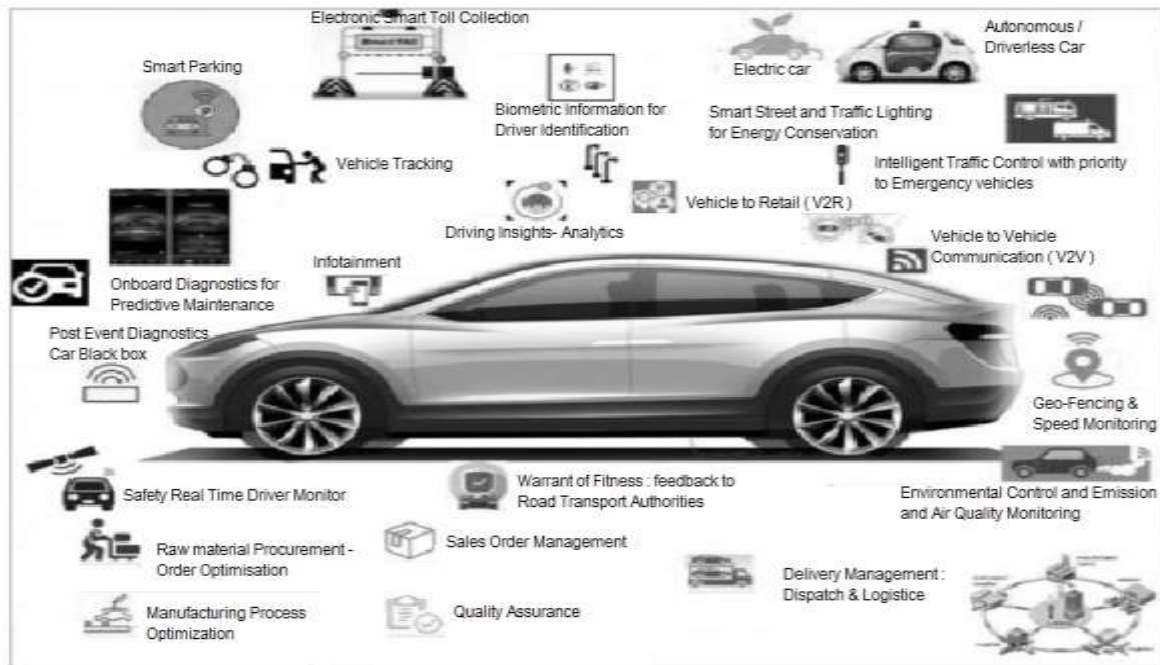 Electronic Smart Toll Collection
Autonomous /
Driverless Car
Smart Parking
Electric car
Biometric Information for
Driver Identification
Smart Street and Traffic Lighting
for Energy Conservation
Vehicle Tracking
Intelligent Traffic Control with priority
to Emergency vehicles
Vehicle to Retail ( V2R )
Driving Insights- Analytics
Vehicle to Vehicle
Communication ( V2V )
Infotainment
Onboard Diagnostics for
Predictive Maintenance
Post Event Diagnostics
Car Black box
Geo-Fencing &
Speed Monitoring
Safety Real Time Driver Monitor
Warrant of Fitness : feedback to
Road Transport Authorities
Environmental Control and Emission
and Air Quality Monitoring
Raw material Procurement -
Order Optimisation
Sales Order Management
Delivery Management :
Dispatch & Logistice
Manufacturing Process
Optimization
Quality Assurance